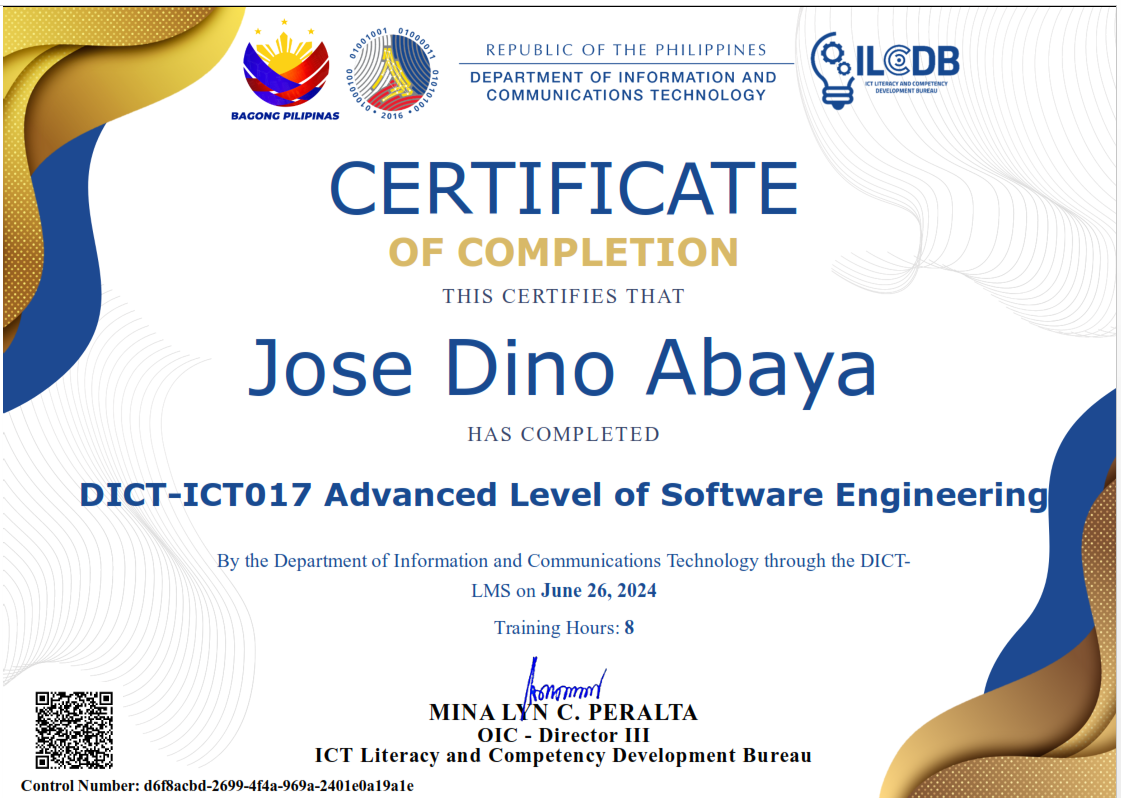 BAGONG PILIPINAS
01001001 01000011 01010100 01000100
2016
REPUBLIC OF THE PHILIPPINES
DEPARTMENT OF INFORMATION AND
COMMUNICATIONS TECHNOLOGY
ILCDB
ICT LITERACY AND COMPETENCY
DEVELOPMENT BUREAU
CERTIFICATE
OF COMPLETION
THIS CERTIFIES THAT
Jose Dino Abaya
HAS COMPLETED
DICT-ICT017 Advanced Level of Software Engineering
By the Department of Information and Communications Technology through the DICT-
LMS on June 26, 2024
Training Hours: 8
MINA LYN C. PERALTA
OIC - Director III
ICT Literacy and Competency Development Bureau
Control Number: d6f8acbd-2699-4f4a-969a-2401e0a19a1e